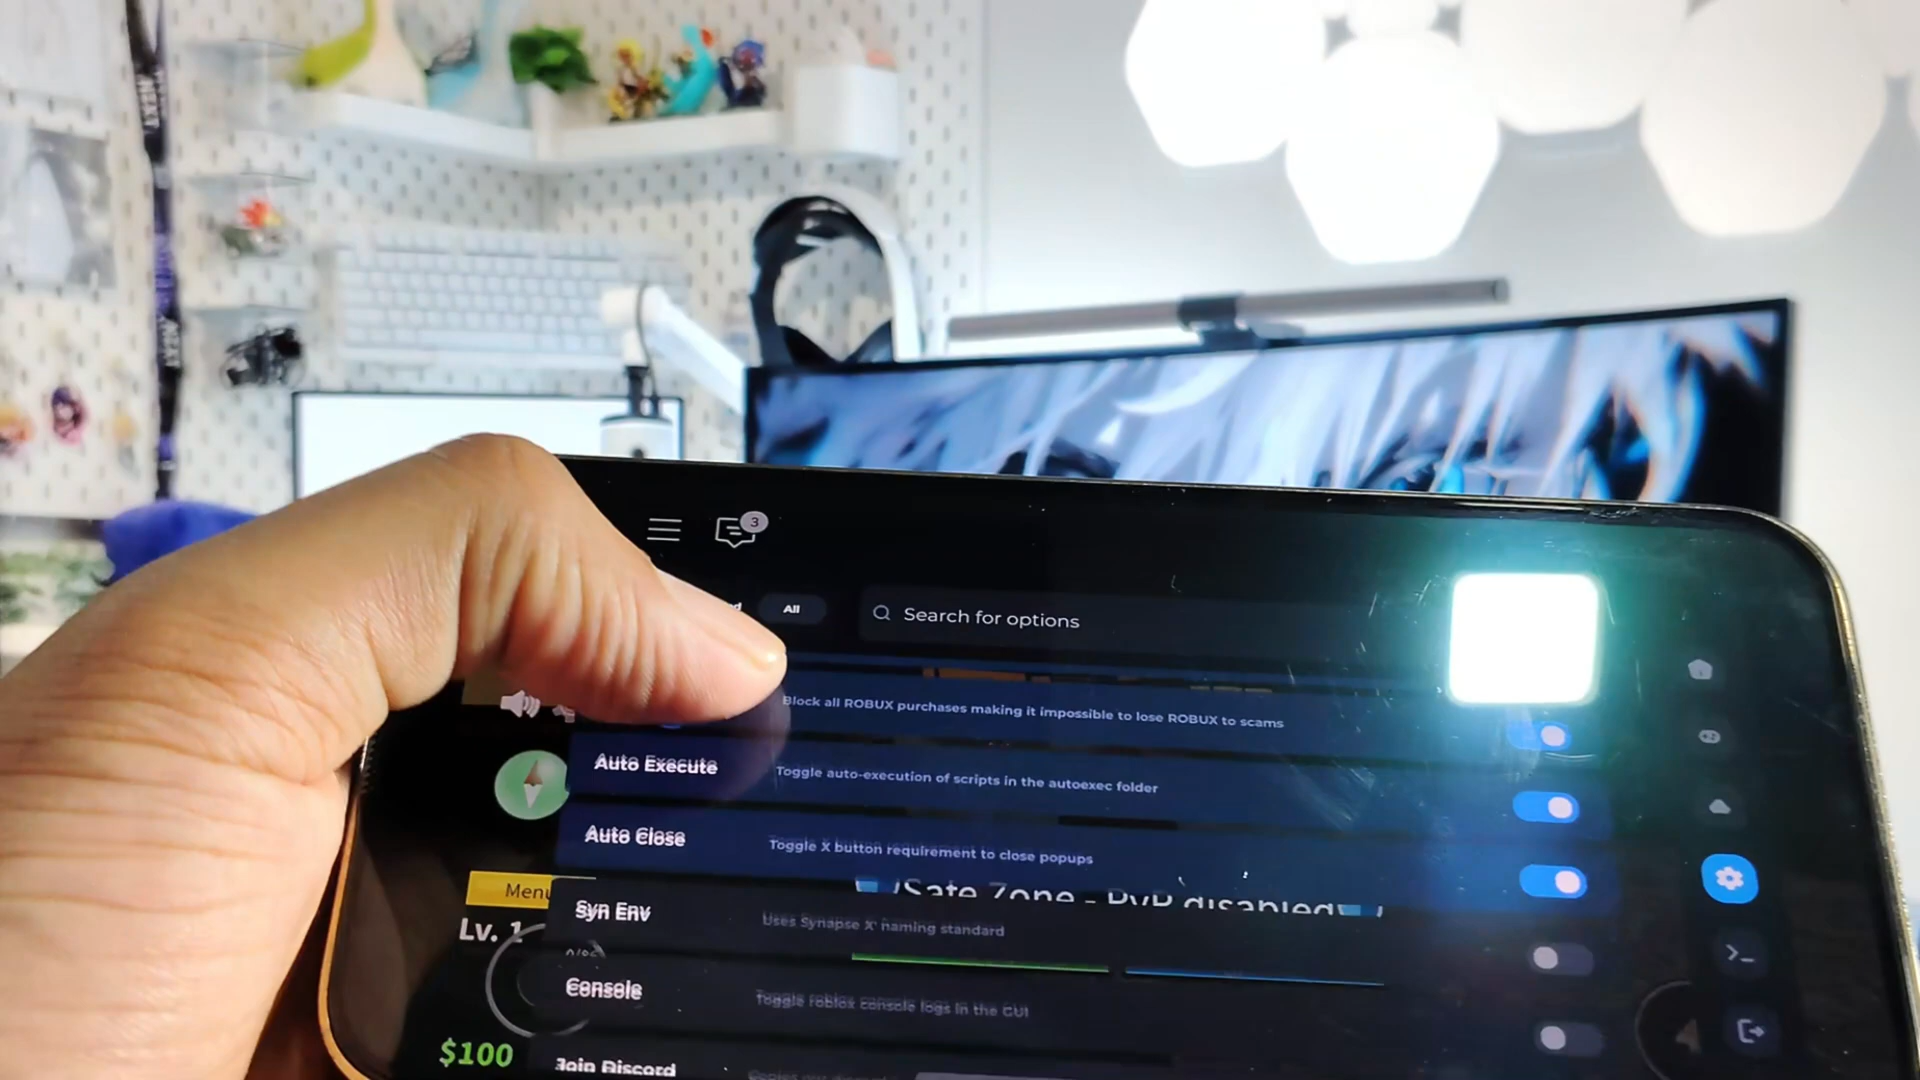 3
All
Search for options
Block all ROBUX purchases making it impossible to lose ROBUX to scams
Auto Execute
Toggle auto-execution of scripts in the autoexec folder
Auto Close
Toggle X button requirement to close popups
Safe Zone - PvP disabled
Menu
Lv. 1
Syn Env
Uses Synapse X' naming standard
Console
Toggle roblox console logs in the GUI
$100
Join Discord